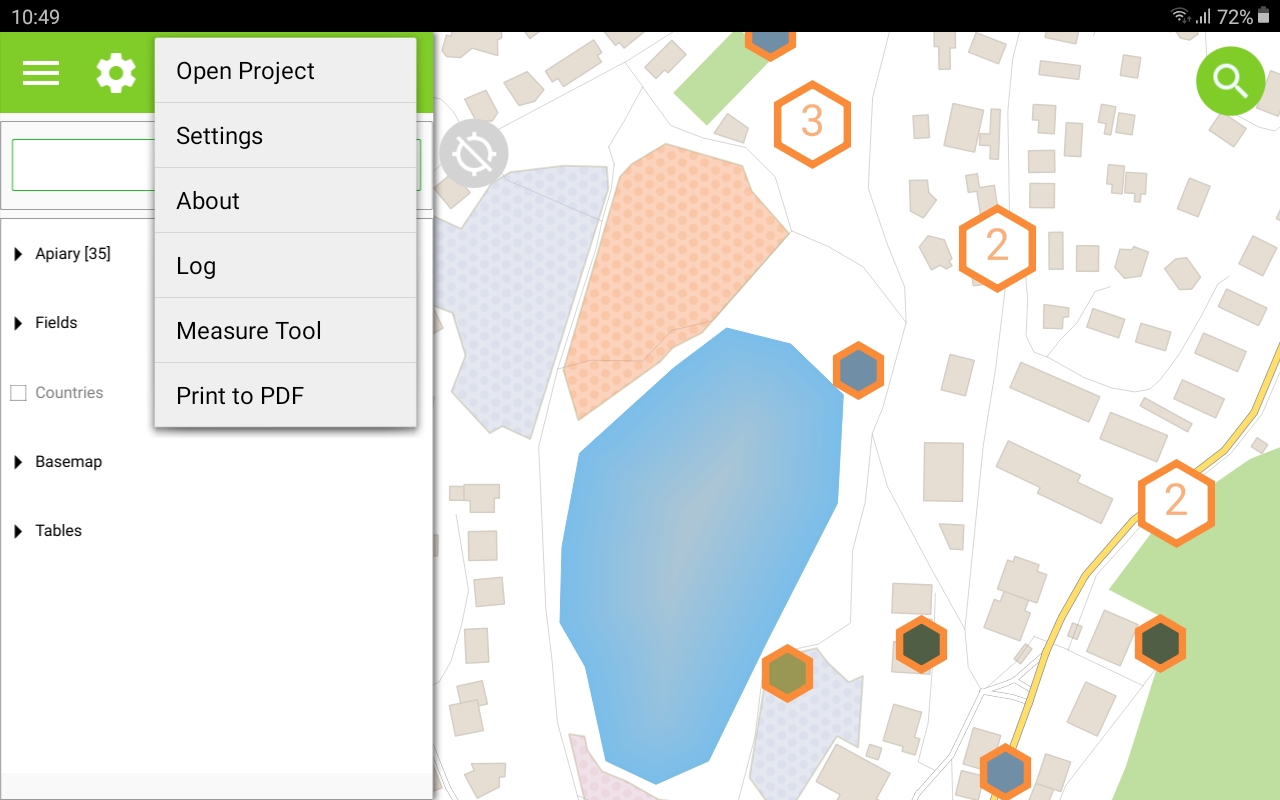 10:49
72%
Open Project
Settings
About
Log
Measure Tool
Print to PDF
Apiary [35]
Fields
Countries
Basemap
Tables
3
2
2